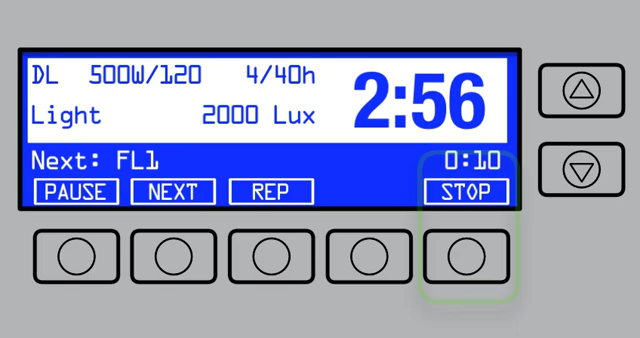 DL 500W/120 4/40h 2:56
Light 2000 Lux
Next: FL1 0:10
PAUSE NEXT REP STOP